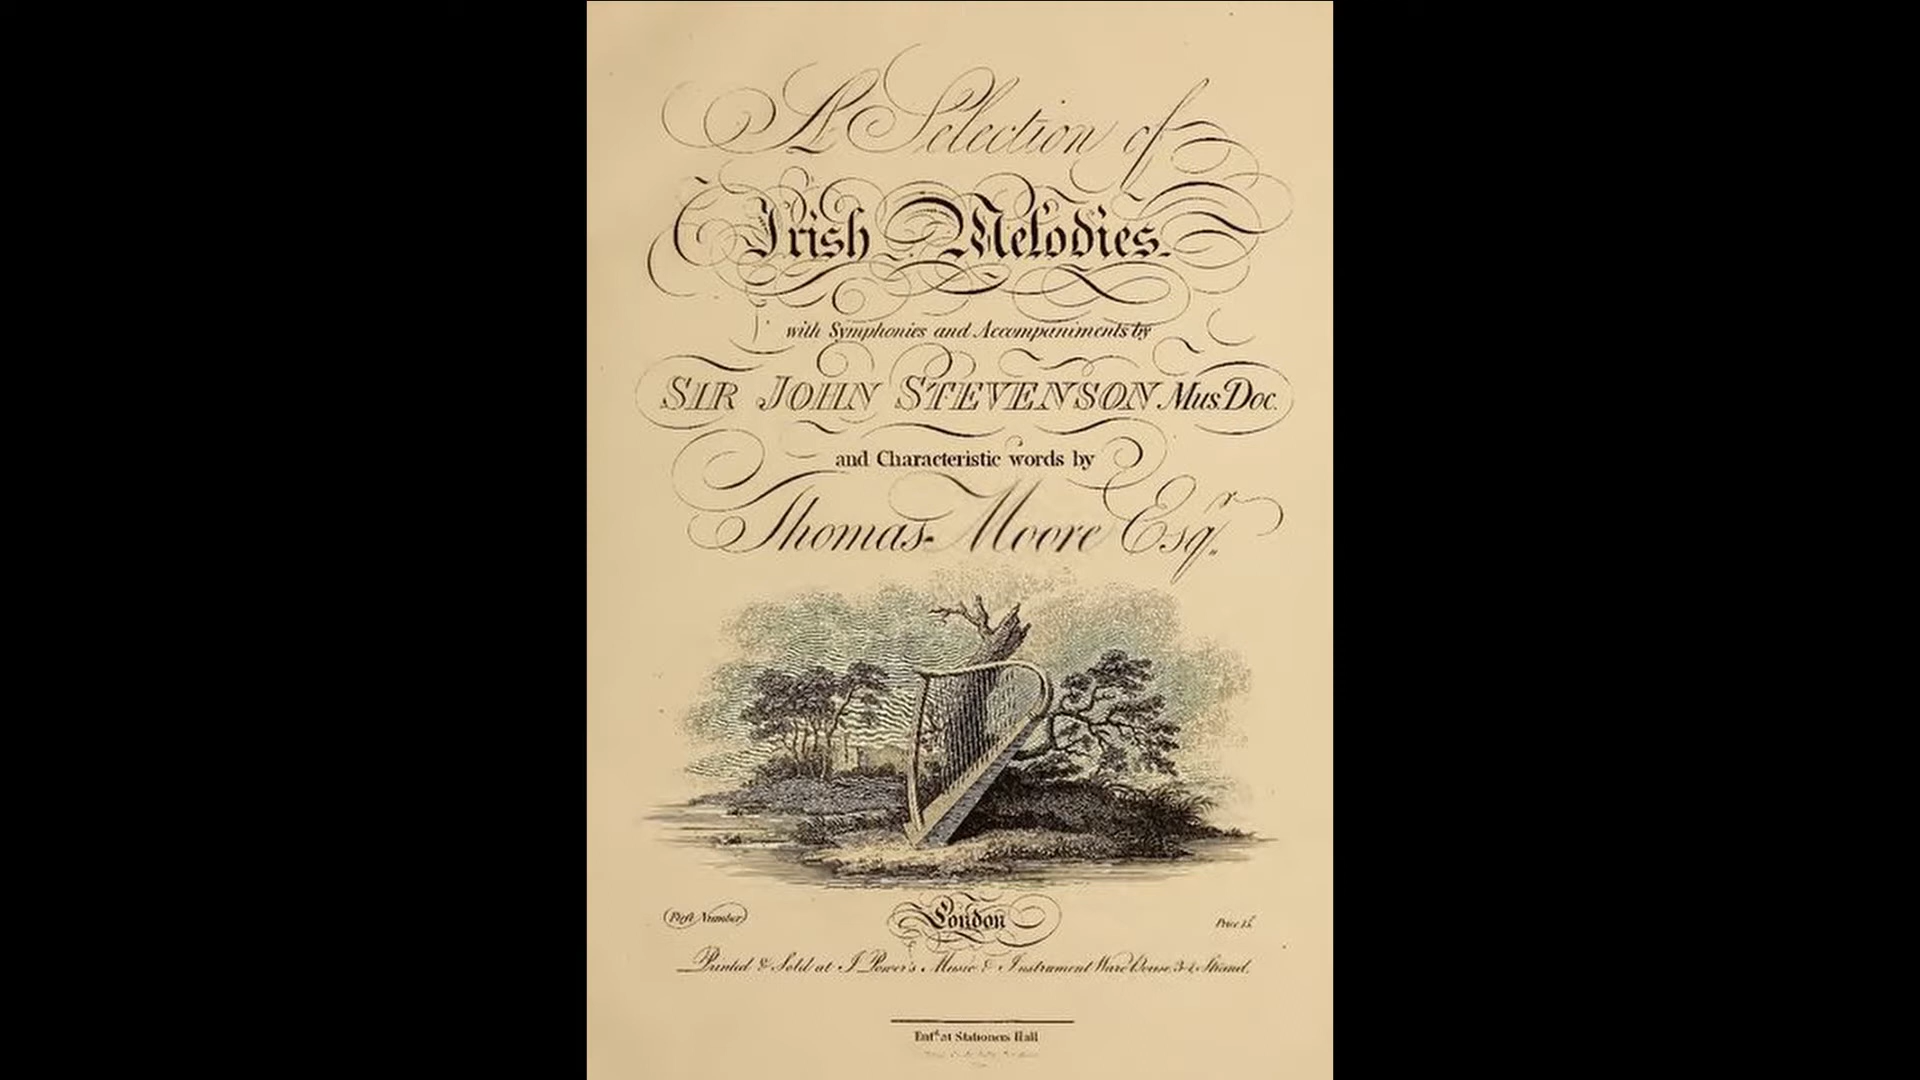 A Selection of
Irish Melodies.
with Symphonies and Accompaniments by
SIR JOHN STEVENSON Mus. Doc.
and Characteristic words by
Thomas Moore Esqr.
London
(First Number)
Price
Printed & Sold at J Power's Music & Instrument Ware House, 34, Strand.
Entd. at Stationers Hall